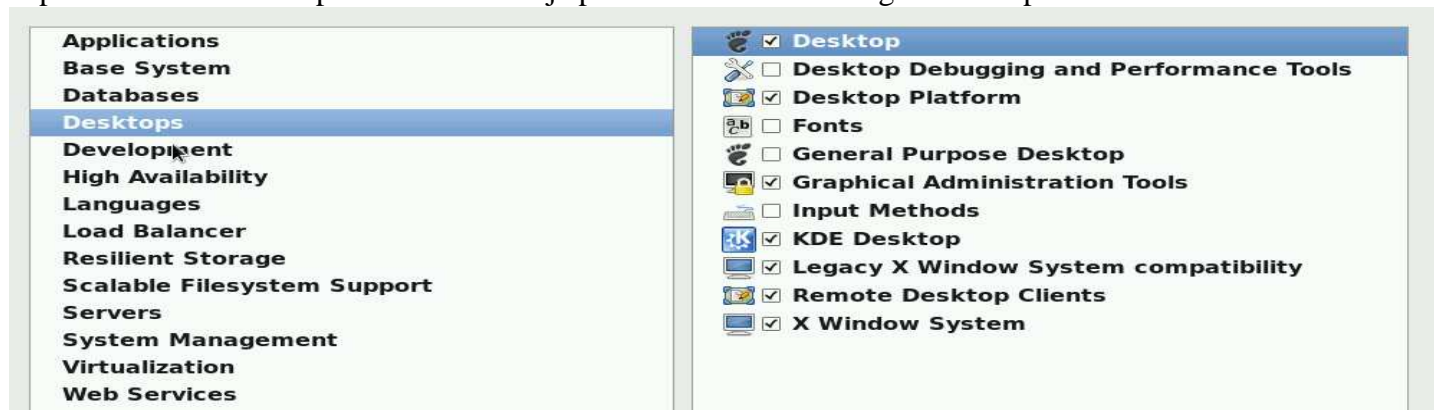 Applications
Base System
Databases
Desktops
Development
High Availability
Languages
Load Balancer
Resilient Storage
Scalable Filesystem Support
Servers
System Management
Virtualization
Web Services
Desktop
Desktop Debugging and Performance Tools
Desktop Platform
Fonts
General Purpose Desktop
Graphical Administration Tools
Input Methods
KDE Desktop
Legacy X Window System compatibility
Remote Desktop Clients
X Window System